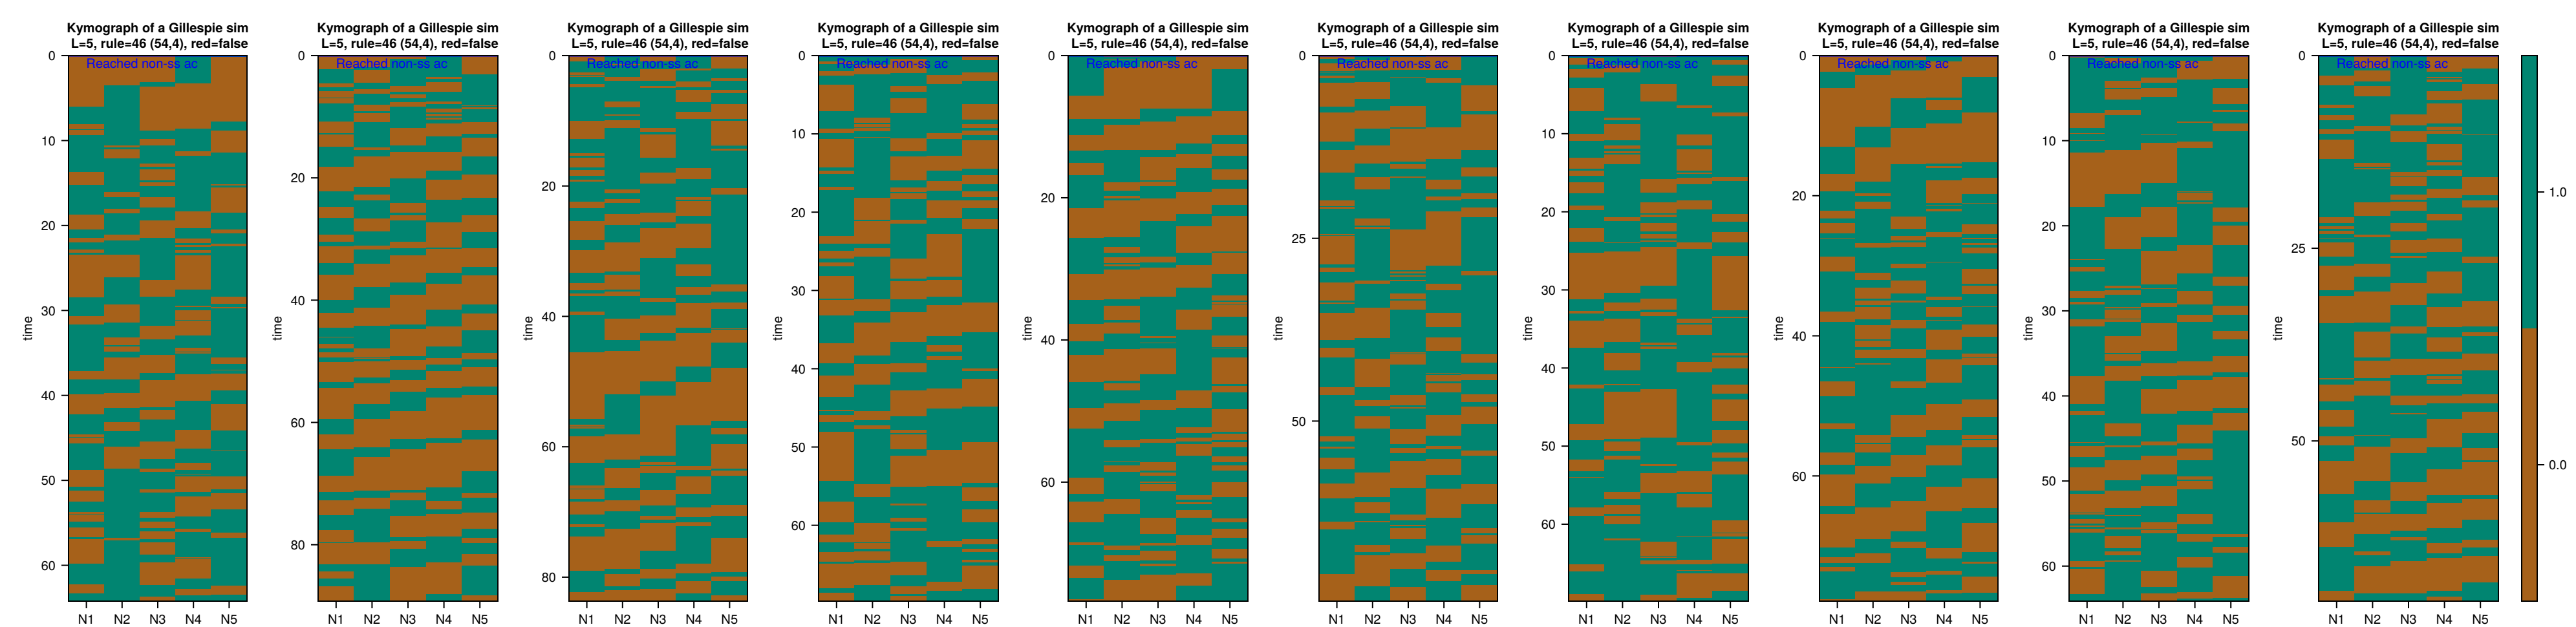 Kymograph of a Gillespie sim
L=5, rule=46 (54,4), red=false
Reached non-ss ac
time
0
10
20
30
40
50
60
N1 N2 N3 N4 N5
Kymograph of a Gillespie sim
L=5, rule=46 (54,4), red=false
Reached non-ss ac
time
0
20
40
60
80
N1 N2 N3 N4 N5
Kymograph of a Gillespie sim
L=5, rule=46 (54,4), red=false
Reached non-ss ac
time
0
20
40
60
80
N1 N2 N3 N4 N5
Kymograph of a Gillespie sim
L=5, rule=46 (54,4), red=false
Reached non-ss ac
time
0
10
20
30
40
50
60
N1 N2 N3 N4 N5
Kymograph of a Gillespie sim
L=5, rule=46 (54,4), red=false
Reached non-ss ac
time
0
20
40
60
N1 N2 N3 N4 N5
Kymograph of a Gillespie sim
L=5, rule=46 (54,4), red=false
Reached non-ss ac
time
0
25
50
N1 N2 N3 N4 N5
Kymograph of a Gillespie sim
L=5, rule=46 (54,4), red=false
Reached non-ss ac
time
0
10
20
30
40
50
60
N1 N2 N3 N4 N5
Kymograph of a Gillespie sim
L=5, rule=46 (54,4), red=false
Reached non-ss ac
time
0
20
40
60
N1 N2 N3 N4 N5
Kymograph of a Gillespie sim
L=5, rule=46 (54,4), red=false
Reached non-ss ac
time
0
10
20
30
40
50
60
N1 N2 N3 N4 N5
Kymograph of a Gillespie sim
L=5, rule=46 (54,4), red=false
Reached non-ss ac
time
0
25
50
N1 N2 N3 N4 N5
1.0
0.0